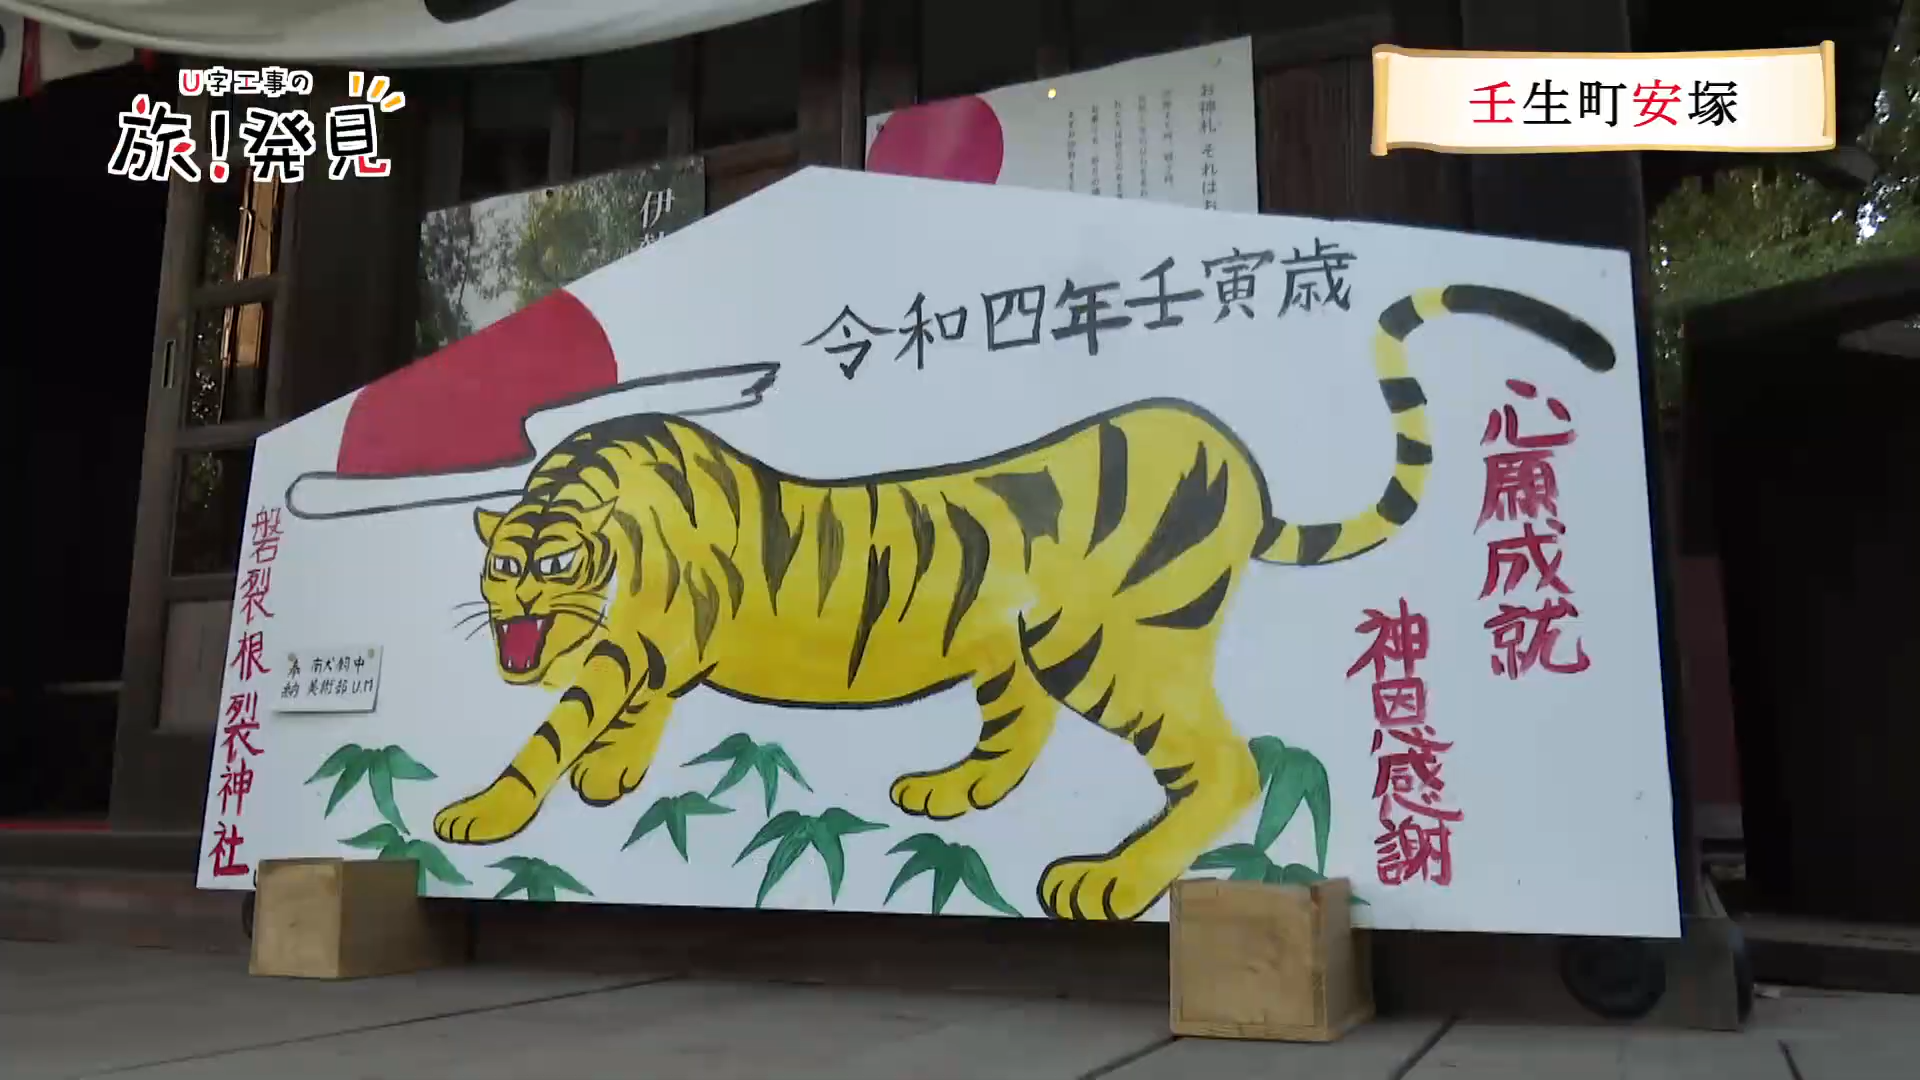 U字工事の
旅!発見
壬生町安塚
お神札、それはお
伊勢
令和四年壬寅歳
心願成就
神恩感謝
磐裂根裂神社
奉納 南犬飼中
美術部 U.M